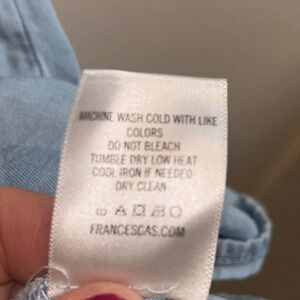 MACHINE WASH COLD WITH LIKE
COLORS
DO NOT BLEACH
TUMBLE DRY LOW HEAT
COOL IRON IF NEEDED
DRY CLEAN
FRANCESCAS.COM